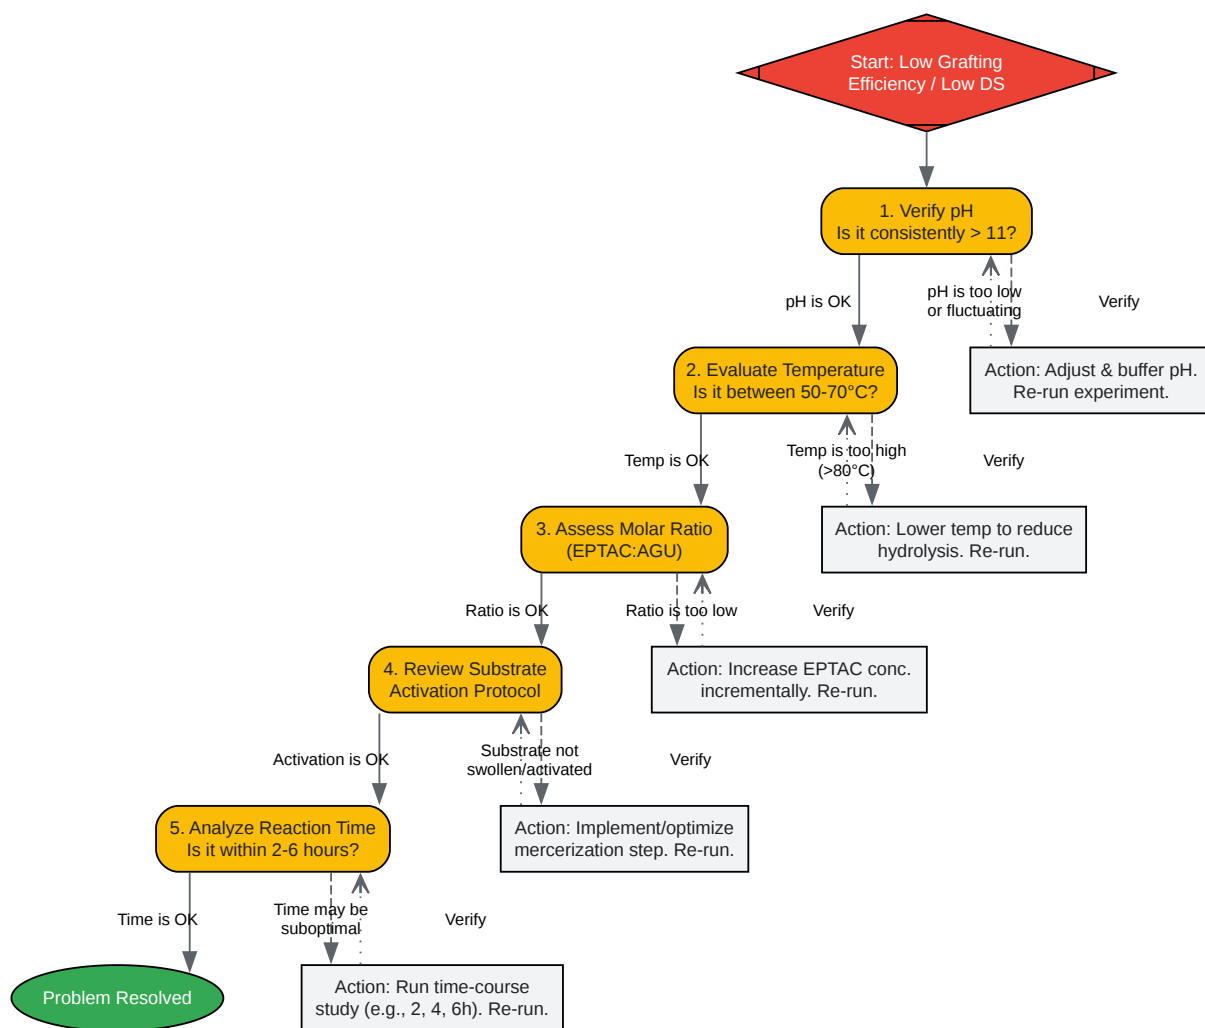 Start: Low Grafting
Efficiency / Low DS
1. Verify pH
Is it consistently > 11?
pH is OK
pH is too low
or fluctuating
Verify
2. Evaluate Temperature
Is it between 50-70°C?
Action: Adjust & buffer pH.
Re-run experiment.
Temp is OK
Temp is too high
(>80°C)
Verify
3. Assess Molar Ratio
(EPTAC:AGU)
Action: Lower temp to reduce
hydrolysis. Re-run.
Ratio is OK
Ratio is too low
Verify
4. Review Substrate
Activation Protocol
Action: Increase EPTAC conc.
incrementally. Re-run.
Activation is OK
Substrate not
swollen/activated
Verify
5. Analyze Reaction Time
Is it within 2-6 hours?
Action: Implement/optimize
mercerization step. Re-run.
Time is OK
Time may be
suboptimal
Verify
Problem Resolved
Action: Run time-course
study (e.g., 2, 4, 6h). Re-run.